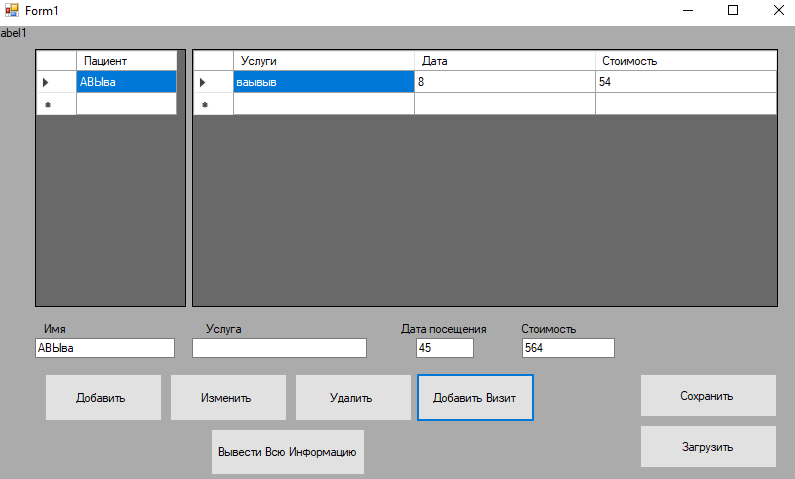 Form1
abel1
Пациент
Услуги Дата Стоимость
АВЫва
ваывыв 8 54
Имя Услуга Дата посещения Стоимость
АВЫва 45 564
Добавить Изменить Удалить Добавить Визит Сохранить
Вывести Всю Информацию Загрузить